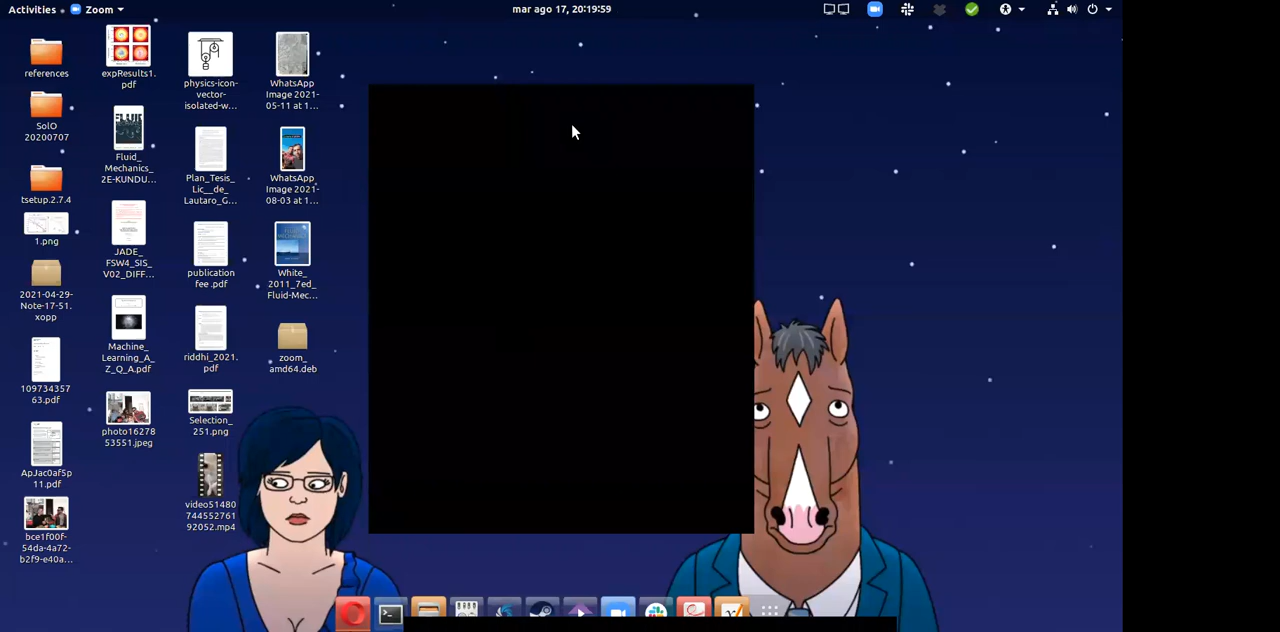 Activities
Zoom
mar ago 17, 20:19:59
references
SolO
20200707
tsetup.2.7.4
1.png
2021-04-29-
Note-17-51.
xopp
109734357
63.pdf
ApJac0af5p
11.pdf
bce1f00f-
54da-4a72-
b2f9-e40a...
expResults1.
pdf
Fluid_
Mechanics_
2E-KUNDU...
JADE_
FSW4_SIS_
V02_DIFF...
Machine_
Learning_A_
Z_Q_A.pdf
photo16278
53551.jpeg
physics-icon-
vector-
isolated-w...
Plan_Tesis_
Lic__de_
Lautaro_G...
publication
fee .pdf
riddhi_2021.
pdf
Selection_
251.png
video51480
744552761
92052.mp4
WhatsApp
Image 2021-
05-11 at 1...
WhatsApp
Image 2021-
08-03 at 1...
White_
2011_7ed_
Fluid-Mec...
zoom_
amd64.deb